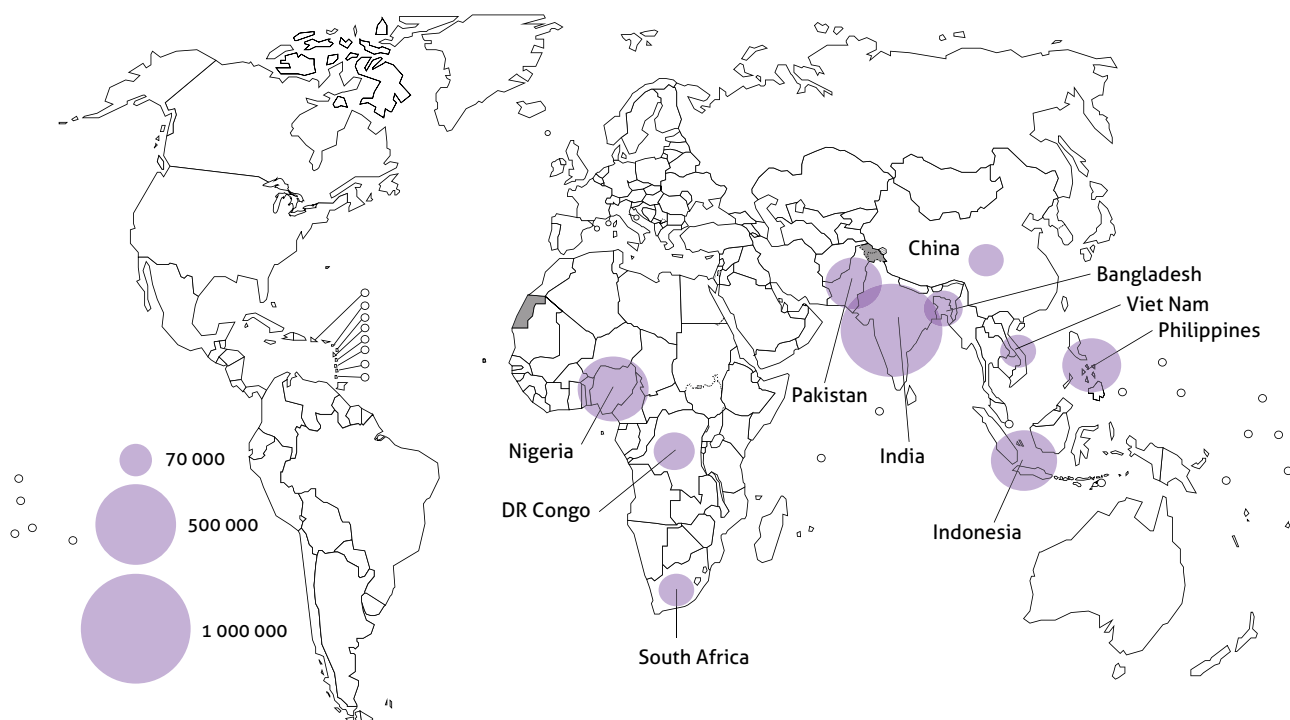 China
Bangladesh
Viet Nam
Philippines
Pakistan
Nigeria
India
70 000
DR Congo
500 000
Indonesia
1 000 000
South Africa